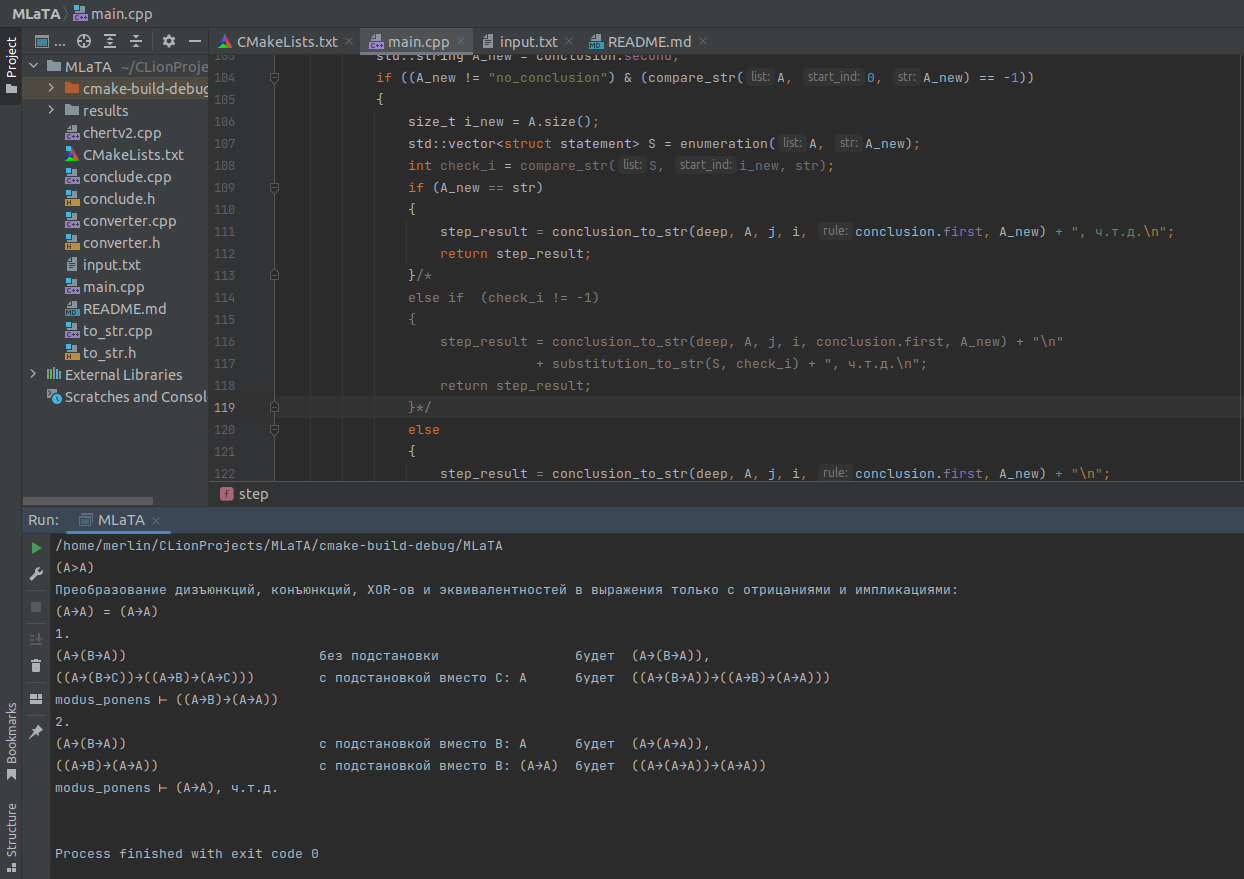 MLaTA main.cpp
Project ... CMakeLists.txt main.cpp input.txt README.md
MLaTA ~/CLionProje
cmake-build-debug
results
chertv2.cpp
CMakeLists.txt
conclude.cpp
conclude.h
converter.cpp
converter.h
input.txt
main.cpp
README.md
to_str.cpp
to_str.h
External Libraries
Scratches and Consol
103 std::string A_new = conclusion.second;
104 if ((A_new != "no_conclusion") & (compare_str( list: A, start_ind: 0, str: A_new) == -1))
105 {
106 size_t i_new = A.size();
107 std::vector<struct statement> S = enumeration( list: A, str: A_new);
108 int check_i = compare_str( list: S, start_ind: i_new, str);
109 if (A_new == str)
110 {
111 step_result = conclusion_to_str(deep, A, j, i, rule: conclusion.first, A_new) + ", ч.т.д.\n";
112 return step_result;
113 }/*
114 else if  (check_i != -1)
115 {
116 step_result = conclusion_to_str(deep, A, j, i, conclusion.first, A_new) + "\n"
117 + substitution_to_str(S, check_i) + ", ч.т.д.\n";
118 return step_result;
119 }*/
120 else
121 {
122 step_result = conclusion_to_str(deep, A, j, i, rule: conclusion.first, A_new) + "\n";
f step
Run: MLaTA
/home/merlin/CLionProjects/MLaTA/cmake-build-debug/MLaTA
(A>A)
Преобразование дизъюнкций, конъюнкций, XOR-ов и эквивалентностей в выражения только с отрицаниями и импликациями:
(A→A) = (A→A)
1.
(A→(B→A)) без подстановки будет (A→(B→A)),
((A→(B→C))→((A→B)→(A→C))) с подстановкой вместо C: A будет ((A→(B→A))→((A→B)→(A→A)))
modus_ponens ⊢ ((A→B)→(A→A))
2.
(A→(B→A)) с подстановкой вместо B: A будет (A→(A→A)),
((A→B)→(A→A)) с подстановкой вместо B: (A→A) будет ((A→(A→A))→(A→A))
modus_ponens ⊢ (A→A), ч.т.д.
Process finished with exit code 0
Bookmarks
Structure